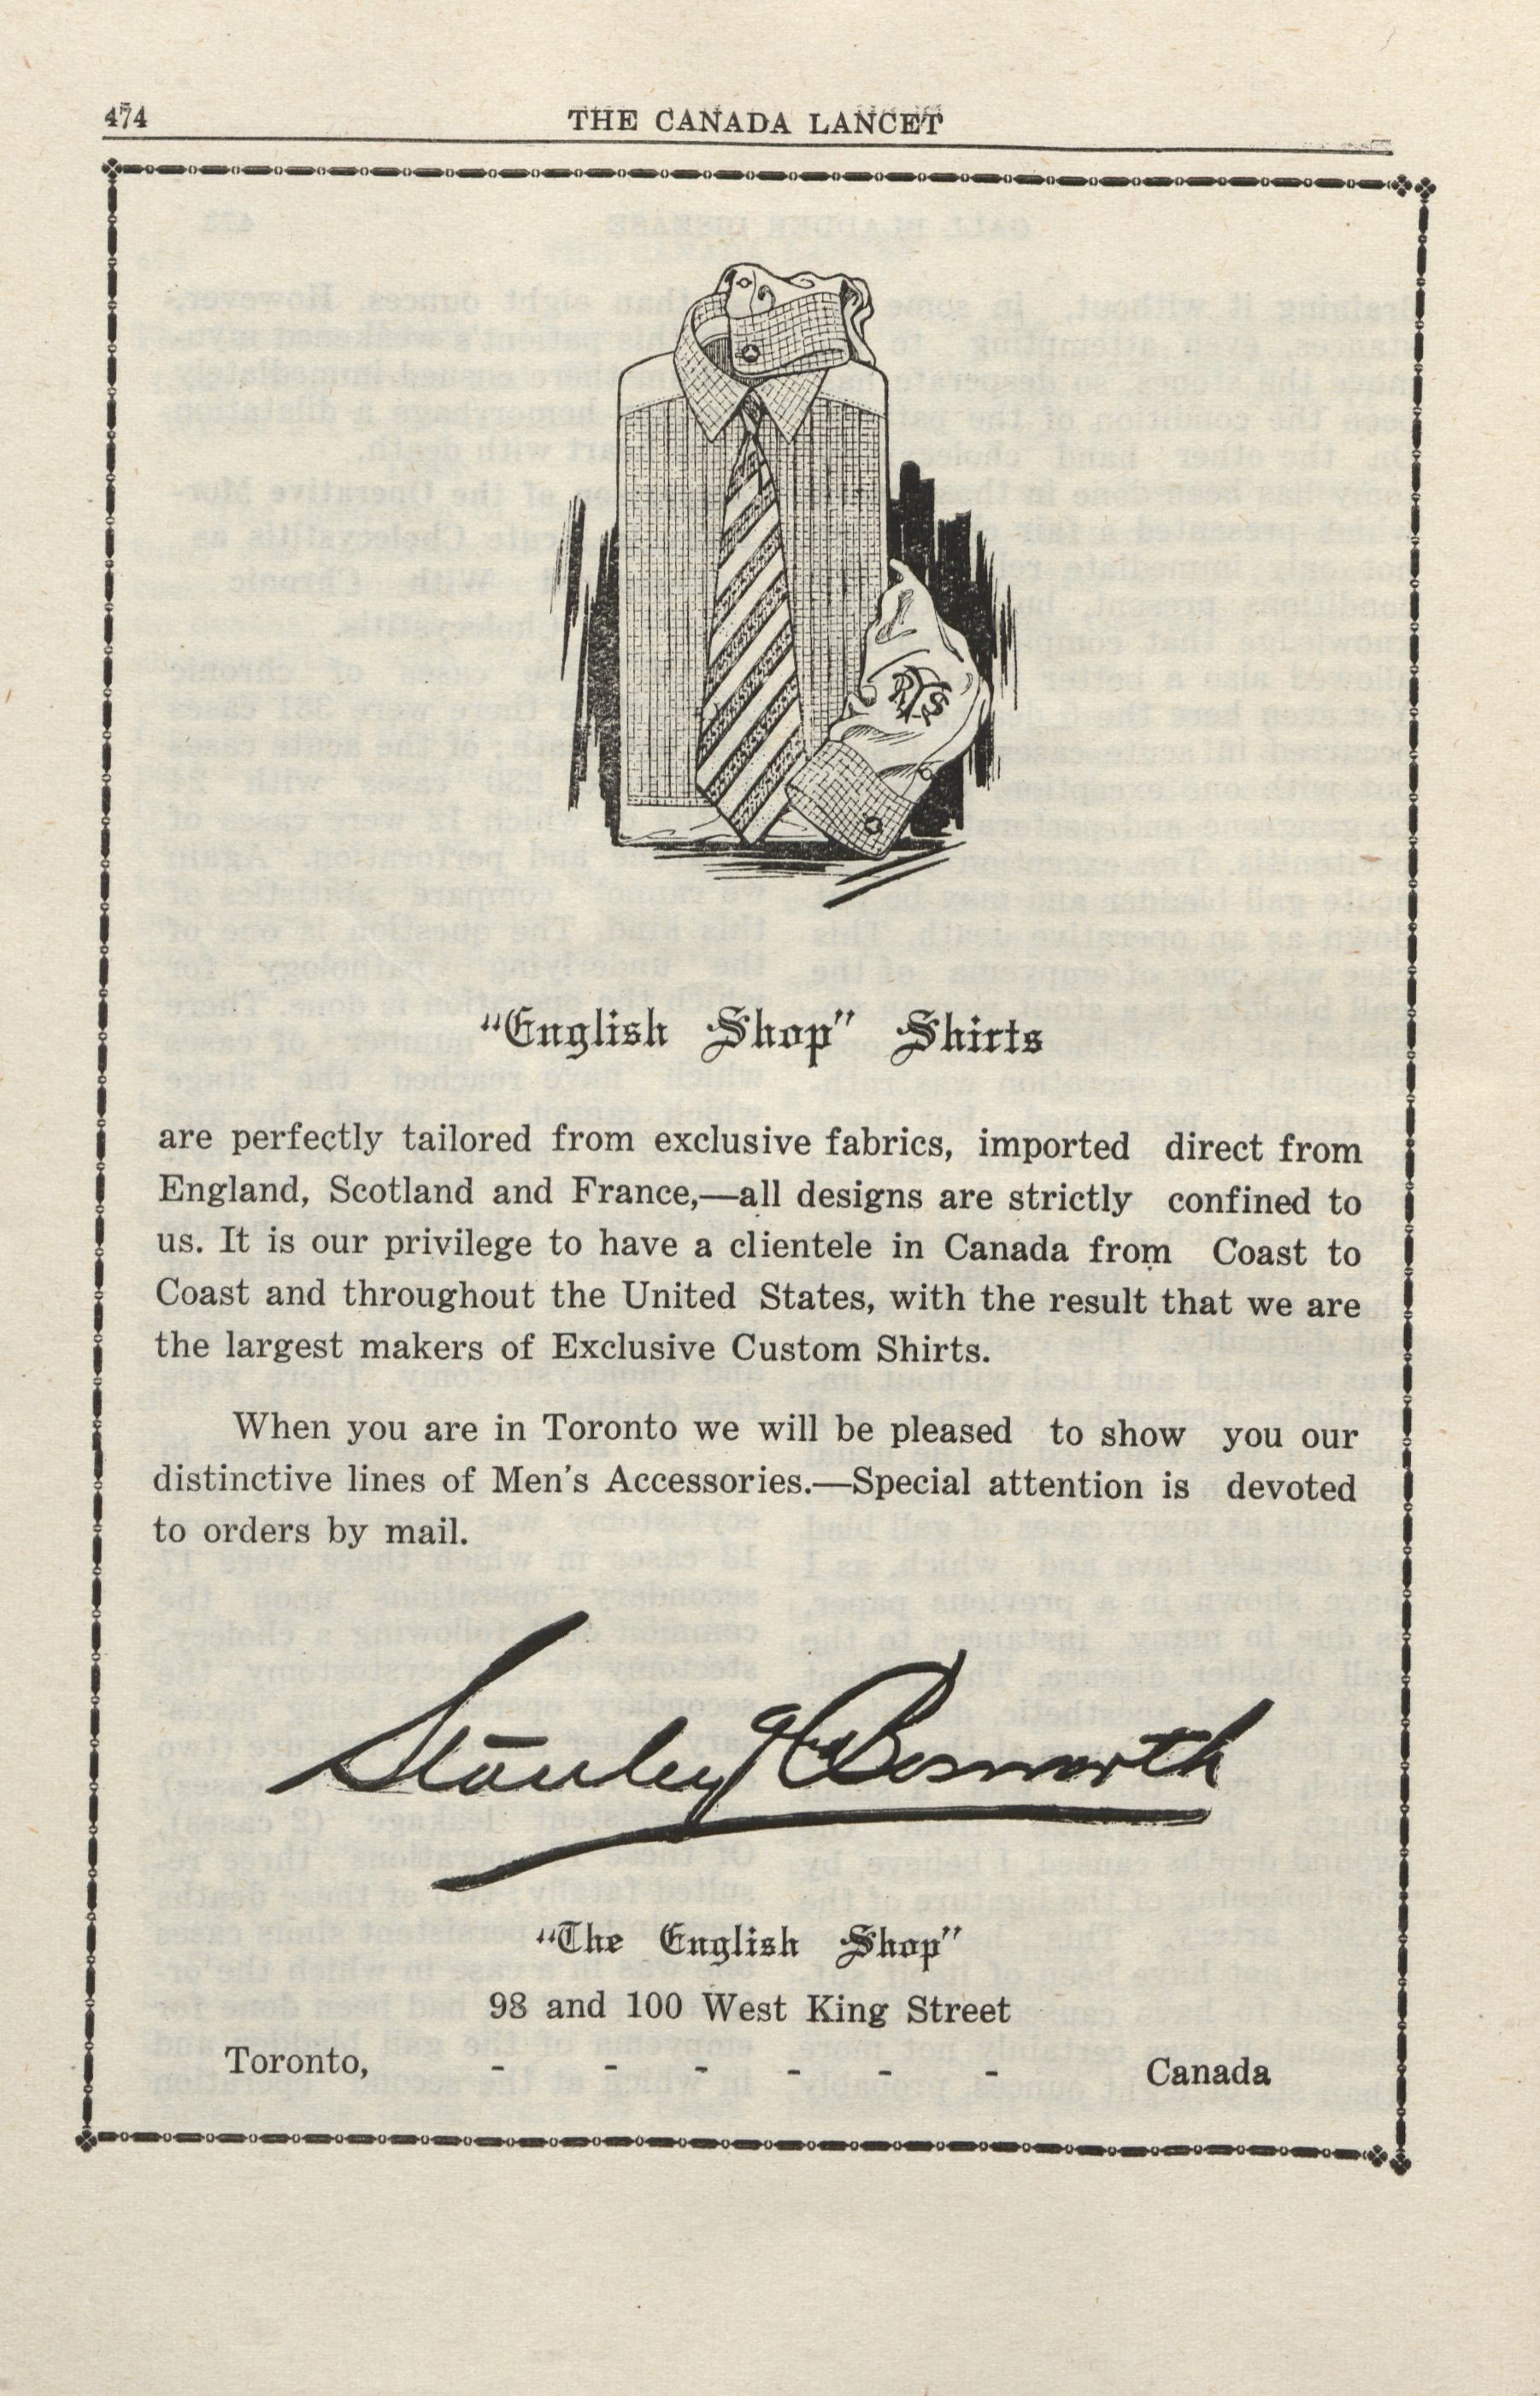 474
THE CANADA LANCET
"English Shop" Shirts
are perfectly tailored from exclusive fabrics, imported direct from
England, Scotland and France,—all designs are strictly confined to
us. It is our privilege to have a clientele in Canada from Coast to
Coast and throughout the United States, with the result that we are
the largest makers of Exclusive Custom Shirts.
When you are in Toronto we will be pleased to show you our
distinctive lines of Men's Accessories.—Special attention is devoted
to orders by mail.
Stanley Bosworth
"The English Shop"
98 and 100 West King Street
Toronto, - - - - - - Canada